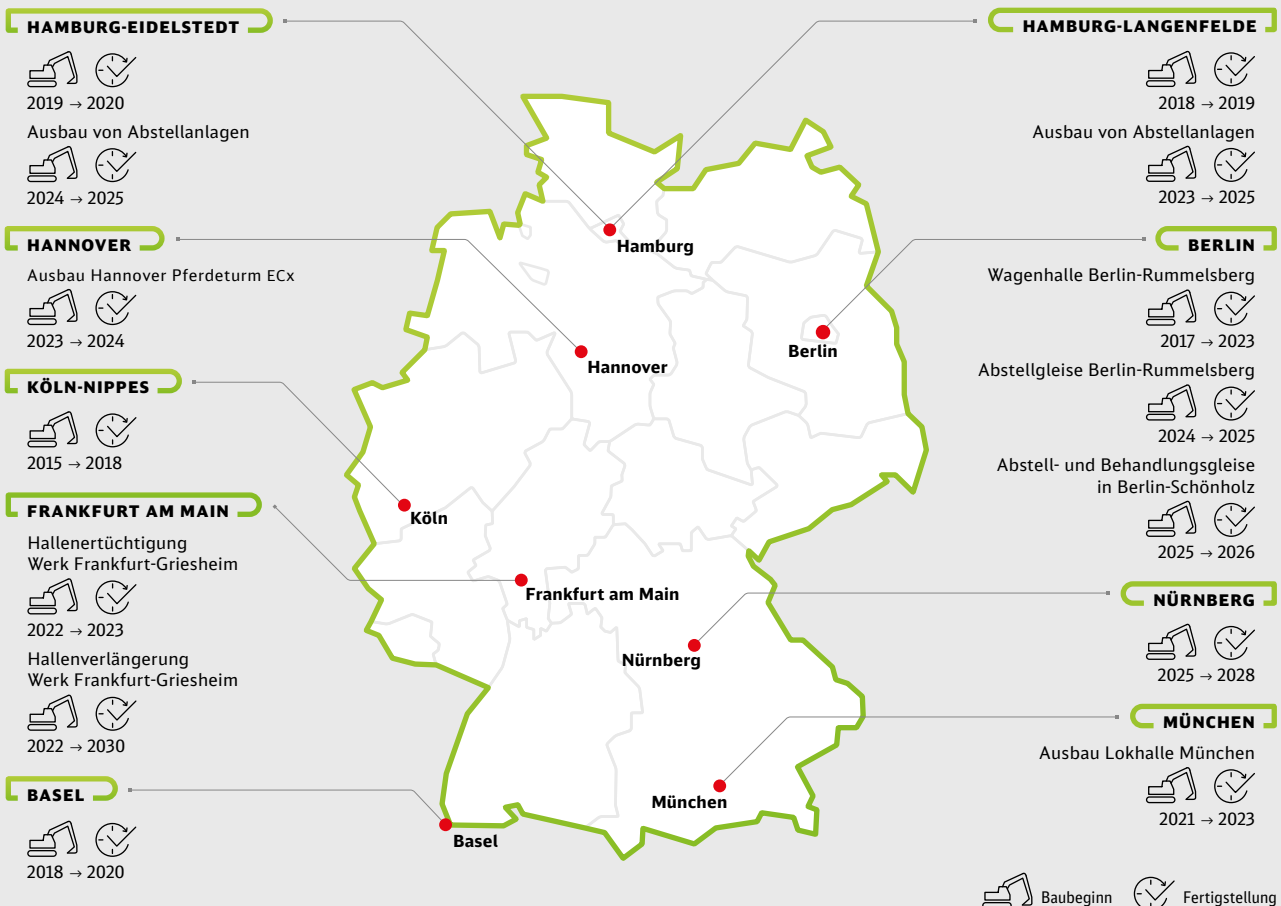 HAMBURG-EIDELSTEDT
2019 → 2020
Ausbau von Abstellanlagen
2024 → 2025
HANNOVER
Ausbau Hannover Pferdeturm ECx
2023 → 2024
KÖLN-NIPPES
2015 → 2018
FRANKFURT AM MAIN
Hallenertüchtigung
Werk Frankfurt-Griesheim
2022 → 2023
Hallenverlängerung
Werk Frankfurt-Griesheim
2022 → 2030
BASEL
2018 → 2020
Hamburg
Berlin
Hannover
Köln
Frankfurt am Main
Nürnberg
München
Basel
HAMBURG-LANGENFELDE
2018 → 2019
Ausbau von Abstellanlagen
2023 → 2025
BERLIN
Wagenhalle Berlin-Rummelsberg
2017 → 2023
Abstellgleise Berlin-Rummelsberg
2024 → 2025
Abstell- und Behandlungsgleise
in Berlin-Schönholz
2025 → 2026
NÜRNBERG
2025 → 2028
MÜNCHEN
Ausbau Lokhalle München
2021 → 2023
Baubeginn Fertigstellung